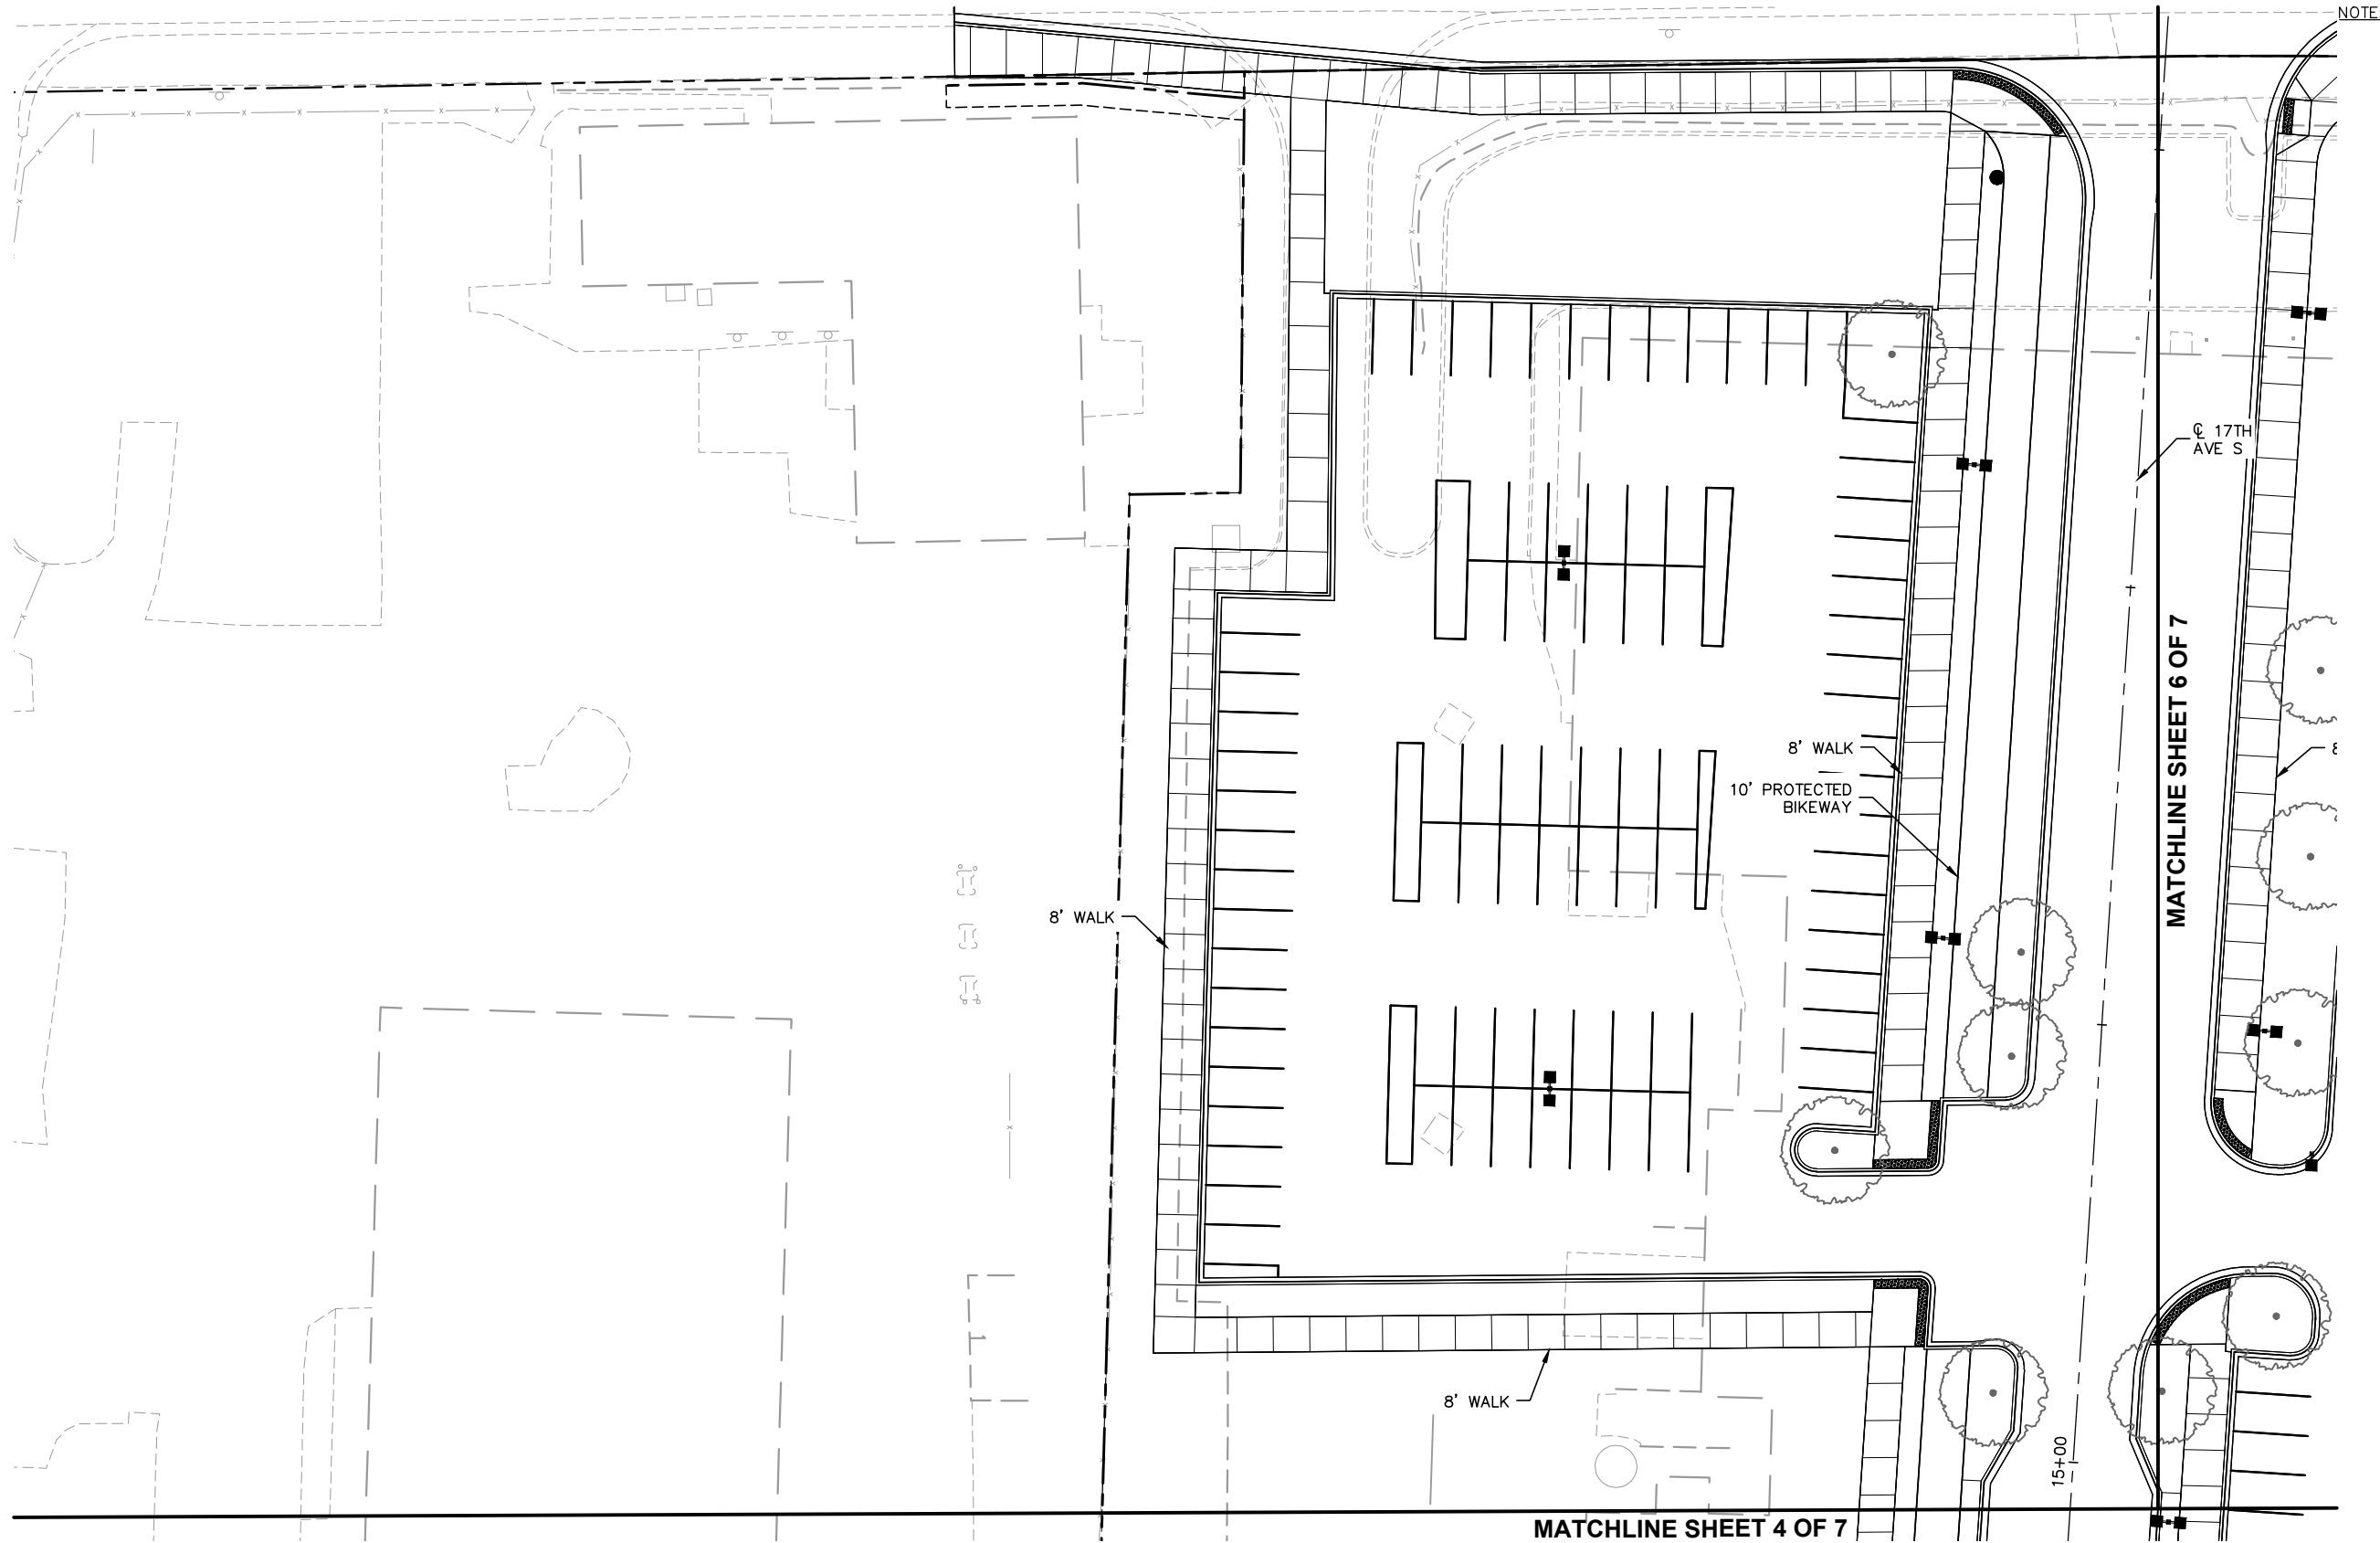 NOTE
℄ 17TH
AVE S
MATCHLINE SHEET 6 OF 7
8' WALK
10' PROTECTED
BIKEWAY
8
8' WALK
8' WALK
15+00
MATCHLINE SHEET 4 OF 7